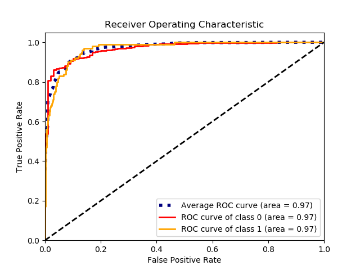 Receiver Operating Characteristic
True Positive Rate
1.0
0.8
0.6
0.4
0.2
0.0
Average ROC curve (area = 0.97)
ROC curve of class 0 (area = 0.97)
ROC curve of class 1 (area = 0.97)
0.0 0.2 0.4 0.6 0.8 1.0
False Positive Rate